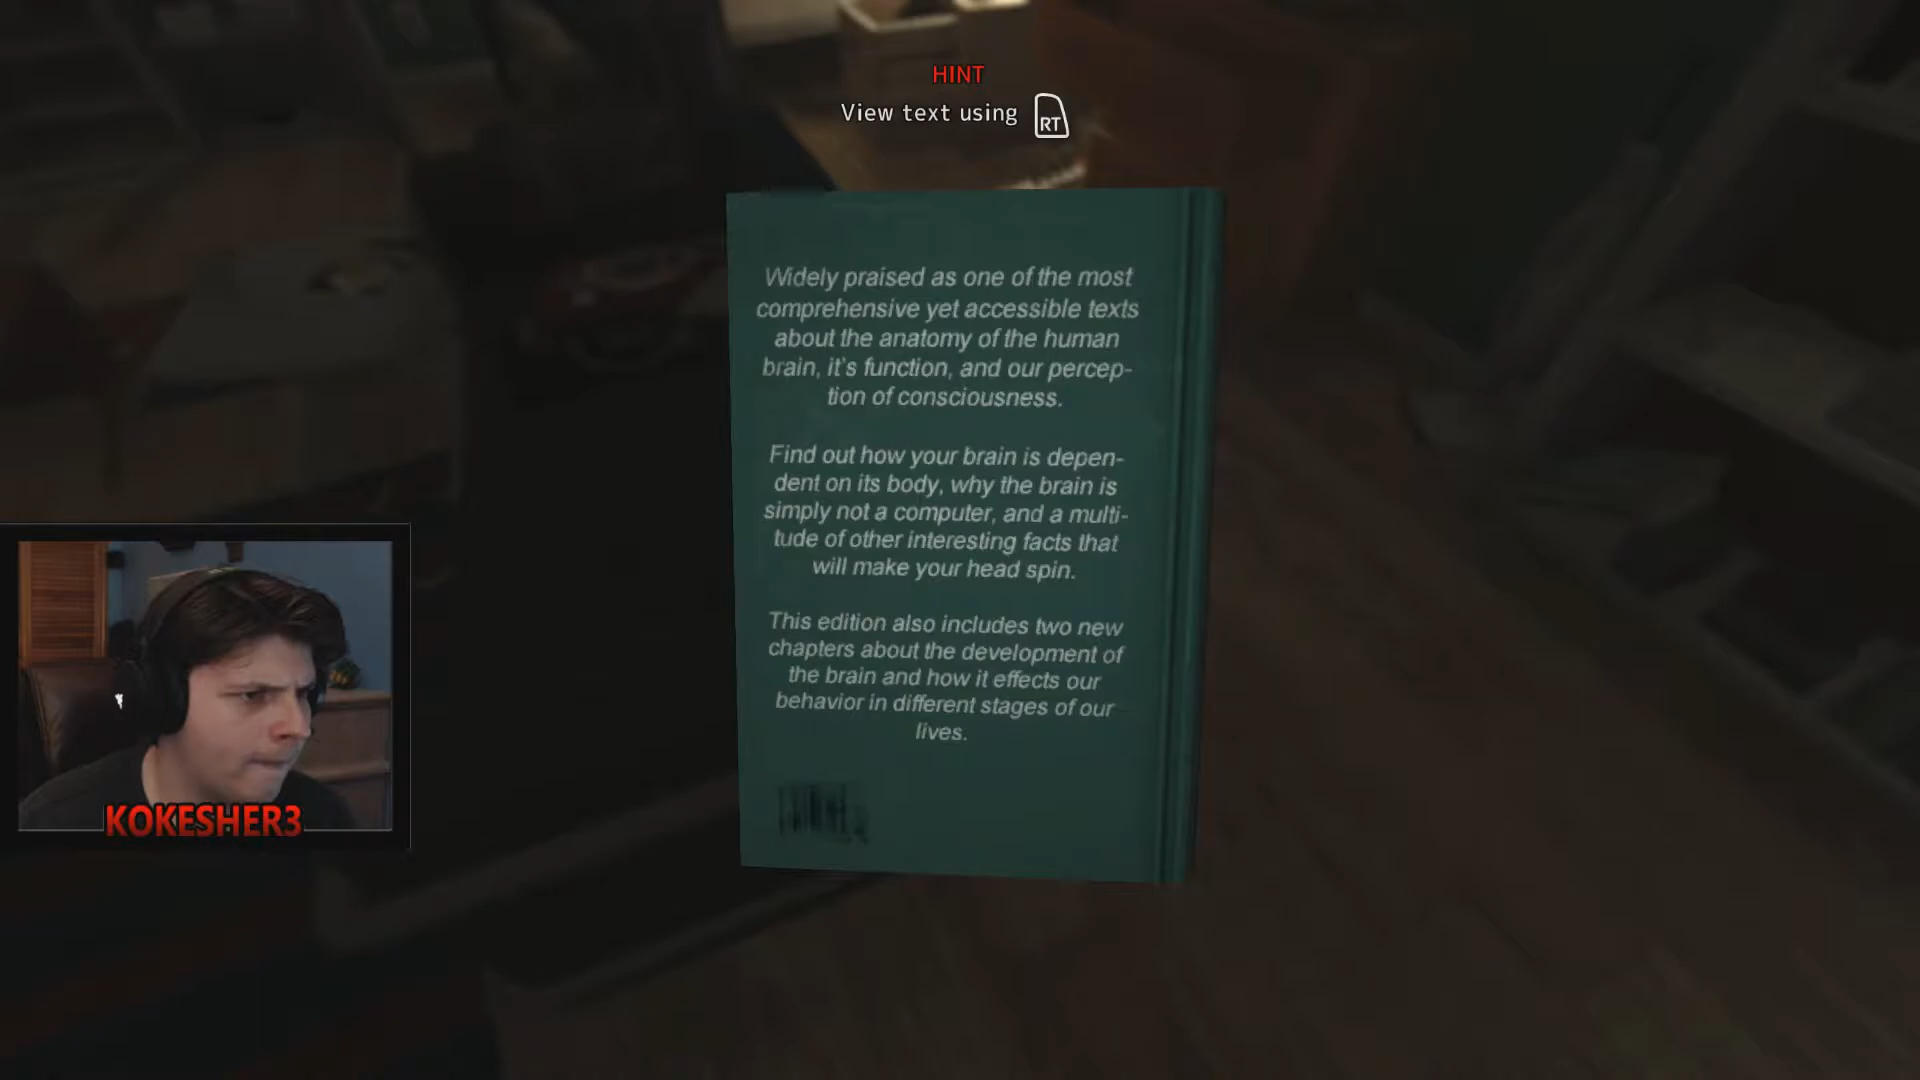 HINT
View text using RT
Widely praised as one of the most
comprehensive yet accessible texts
about the anatomy of the human
brain, it's function, and our percep-
tion of consciousness.
Find out how your brain is depen-
dent on its body, why the brain is
simply not a computer, and a multi-
tude of other interesting facts that
will make your head spin.
This edition also includes two new
chapters about the development of
the brain and how it effects our
behavior in different stages of our
lives.
KOKESHER3